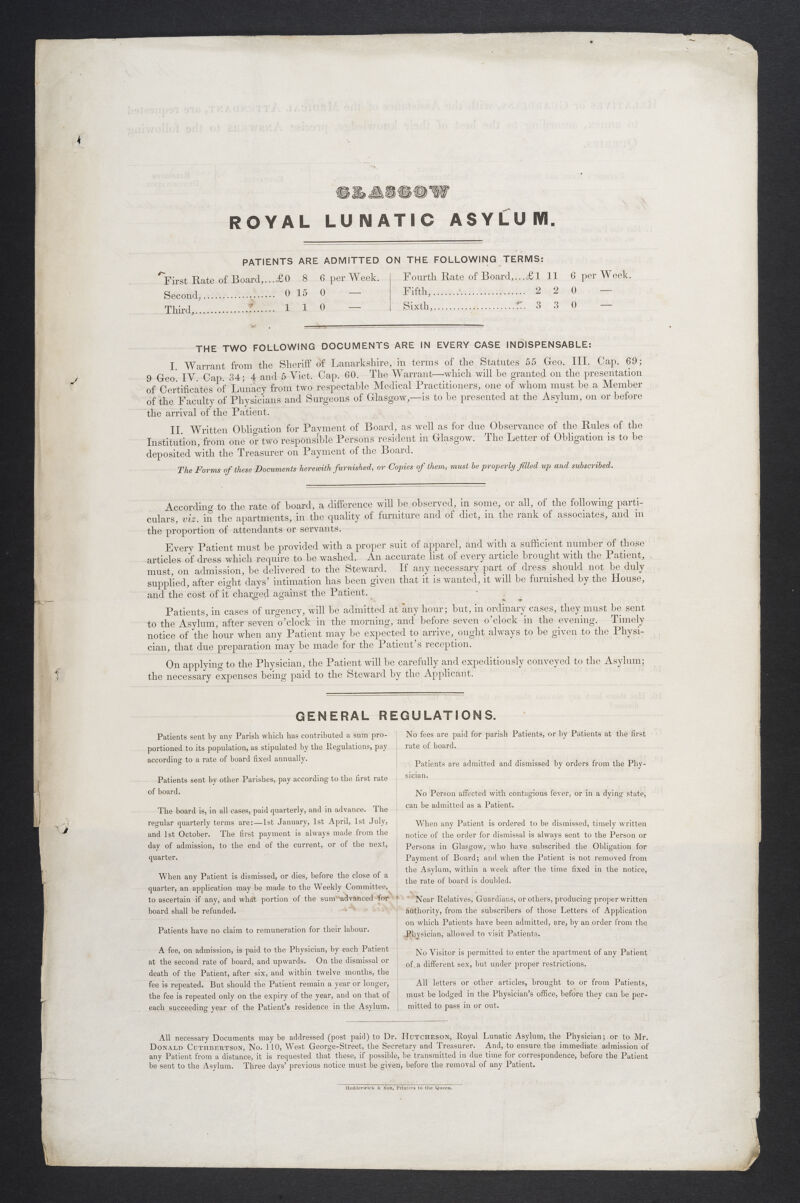 GLASGOW
ROYAL LUNATIC ASYLUM.
PATIENTS ARE ADMITTED ON THE FOLLOWING TERMS:
First Rate of Board,...£0 8 6 per Week.
Second,................... 0 15 0 —
Third,..................... 1 1 0 —
Fourth Rate of Board,....£1 11 6 per Week.
Fifth,........................ 2 2 0 —
Sixth,........................ 3 3 0 —
THE TWO FOLLOWING DOCUMENTS ARE IN EVERY CASE INDISPENSABLE:
I. Warrant from the Sheriff of Lanarkshire, in terms of the Statutes 55 Geo. III. Cap. 69;
9 Geo. IV. Cap. 34; 4 and 5 Vict. Cap. 60. The Warrant—which will be granted on the presentation
of Certificates of Lunacy from two respectable Medical Practitioners, one of whom must be a Member
of the Faculty of Physicians and Surgeons of Glasgow,—is to be presented at the Asylum, on or before
the arrival of the Patient.
II. Written Obligation for Payment of Board, as well as for due Observance of the Rules of the
Institution, from one or two responsible Persons resident in Glasgow. The Letter of Obligation is to be
deposited with the Treasurer on Payment of the Board.
The Forms of these Documents herewith furnished, or Copies of them, must be properly filled up and subscribed.
According to the rate of board, a difference will be observed, in some, or all, of the following parti-
culars, viz. in the apartments, in the quality of furniture and of diet, in the rank of associates, and in
the proportion of attendants or servants.
Every Patient must be provided with a proper suit of apparel, and with a sufficient number of those
articles of dress which require to be washed. An accurate list of every article brought with the Patient,
must, on admission, be delivered to the Steward. If any necessary part of dress should not be duly
supplied, after eight days' intimation has been given that it is wanted, it will be furnished by the House,
and the cost of it charged against the Patient.
Patients, in cases of urgency, will be admitted at any hour; but, in ordinary cases, they must be sent
to the Asylum, after seven o'clock in the morning, and before seven o'clock in the evening. Timely
notice of the hour when any Patient may be expected to arrive, ought always to be given to the Physi-
cian, that due preparation may be made for the Patient's reception.
On applying to the Physician, the Patient will be carefully and expeditiously conveyed to the Asylum;
the necessary expenses being paid to the Steward by the Applicant.
GENERAL REGULATIONS.
Patients sent by any Parish which has contributed a sum pro-
portioned to its population, as stipulated by the Regulations, pay
according to a rate of board fixed annually.
Patients sent by other Parishes, pay according to the first rate
of board.
The board is, in all cases, paid quarterly, and in advance. The
regular quarterly terms are:—1st January, 1st April, 1st July,
and 1st October. The first payment is always made from the
day of admission, to the end of the current, or of the next,
quarter.
When any Patient is dismissed, or dies, before the close of a
quarter, an application may be made to the Weekly Committee,
to ascertain if any, and what portion of the sum advanced for
board shall be refunded.
Patients have no claim to remuneration for their labour.
A fee, on admission, is paid to the Physician, by each Patient
at the second rate of board, and upwards. On the dismissal or
death of the Patient, after six, and within twelve months, the
fee is repeated. But should the Patient remain a year or longer,
the fee is repeated only on the expiry of the year, and on that of
each succeeding year of the Patient's residence in the Asylum.
No fees are paid for parish Patients, or by Patients at the first
rate of board.
Patients are admitted and dismissed by orders from the Phy-
sician.
No Person affected with contagious fever, or in a dying state,
can be admitted as a Patient.
When any Patient is ordered to be dismissed, timely written
notice of the order for dismissal is always sent to the Person or
Persons in Glasgow, who have subscribed the Obligation for
Payment of Board; and when the Patient is not removed from
the Asylum, within a week after the time fixed in the notice,
the rate of board is doubled.
Near Relatives, Guardians, or others, producing proper written
authority, from the subscribers of those Letters of Application
on which Patients have been admitted, are, by an order from the
Physician, allowed to visit Patients.
No Visitor is permitted to enter the apartment of any Patient
of a different sex, but under proper restrictions.
All letters or other articles, brought to or from Patients,
must be lodged in the Physician's office, before they can be per-
mitted to pass in or out.
All necessary Documents may be addressed (post paid) to Dr. HUTCHESON, Royal Lunatic Asylum, the Physician; or to Mr.
DONALD CUTHBERTSON, No. 110, West George-Street, the Secretary and Treasurer. And, to ensure the immediate admission of
any Patient from a distance, it is requested that these, if possible, be transmitted in due time for correspondence, before the Patient
be sent to the Asylum. Three days' previous notice must be given, before the removal of any Patient.
Hedderwick & Son, Printers to the Queen.